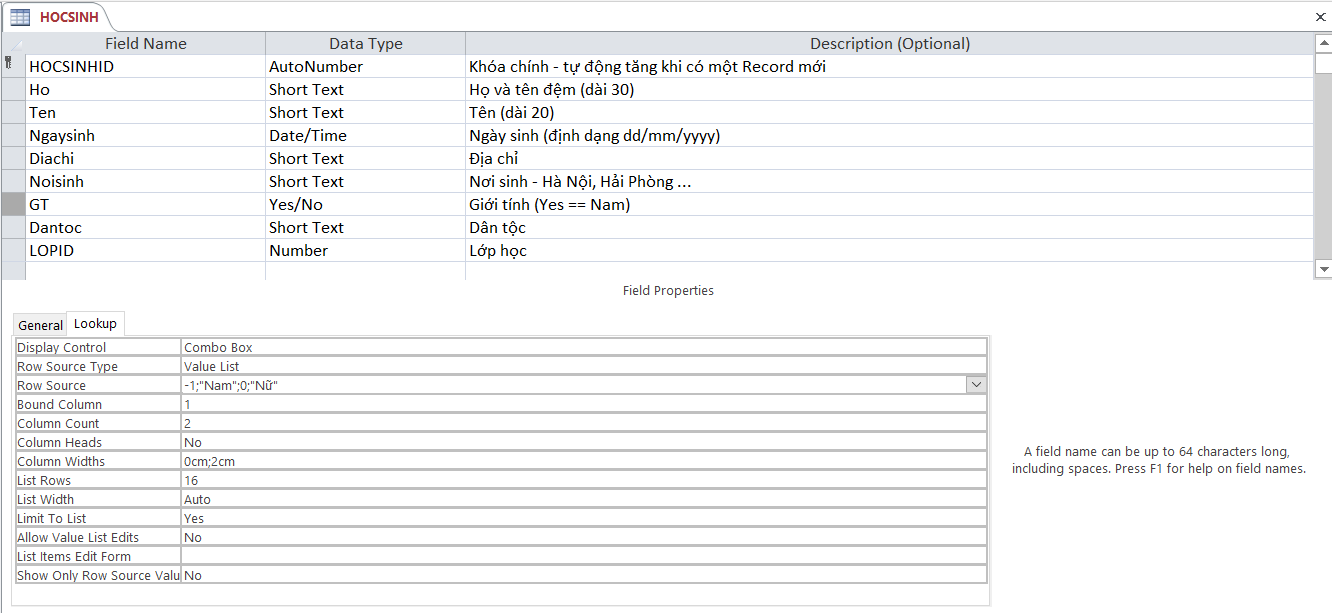 HOCSINH
Field Name Data Type Description (Optional)
HOCSINHID AutoNumber Khóa chính - tự động tăng khi có một Record mới
Ho Short Text Họ và tên đệm (dài 30)
Ten Short Text Tên (dài 20)
Ngaysinh Date/Time Ngày sinh (định dạng dd/mm/yyyy)
Diachi Short Text Địa chỉ
Noisinh Short Text Nơi sinh - Hà Nội, Hải Phòng ...
GT Yes/No Giới tính (Yes == Nam)
Dantoc Short Text Dân tộc
LOPID Number Lớp học
Field Properties
General Lookup
Display Control Combo Box
Row Source Type Value List
Row Source -1;"Nam";0;"Nữ"
Bound Column 1
Column Count 2
Column Heads No
Column Widths 0cm;2cm
List Rows 16
List Width Auto
Limit To List Yes
Allow Value List Edits No
List Items Edit Form
Show Only Row Source Valu No
A field name can be up to 64 characters long,
including spaces. Press F1 for help on field names.